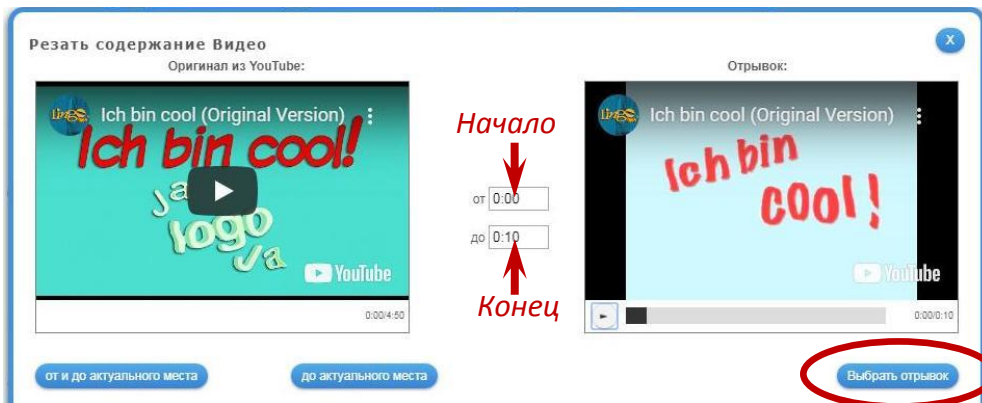 Резать содержание Видео
X
Оригинал из YouTube:
Отрывок:
Ich bin cool (Original Version)
Ich bin cool!
ja
logo
Ja
YouTube
0:00/4:50
Начало
от 0:00
до 0:10
Конец
Ich bin cool (Original Version)
Ich bin
cool!
YouTube
0:00/0:10
от и до актуального места
до актуального места
Выбрать отрывок